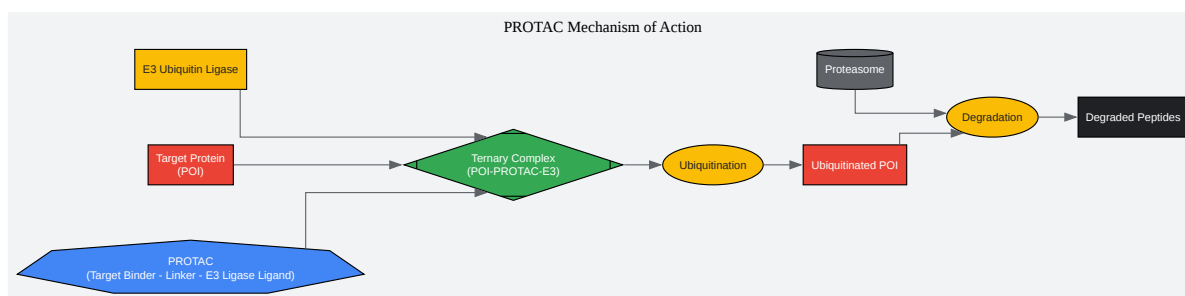 PROTAC Mechanism of Action
E3 Ubiquitin Ligase
Proteasome
Degradation
Degraded Peptides
Target Protein
(POI)
Ternary Complex
(POI-PROTAC-E3)
Ubiquitination
Ubiquitinated POI
PROTAC
(Target Binder - Linker - E3 Ligase Ligand)